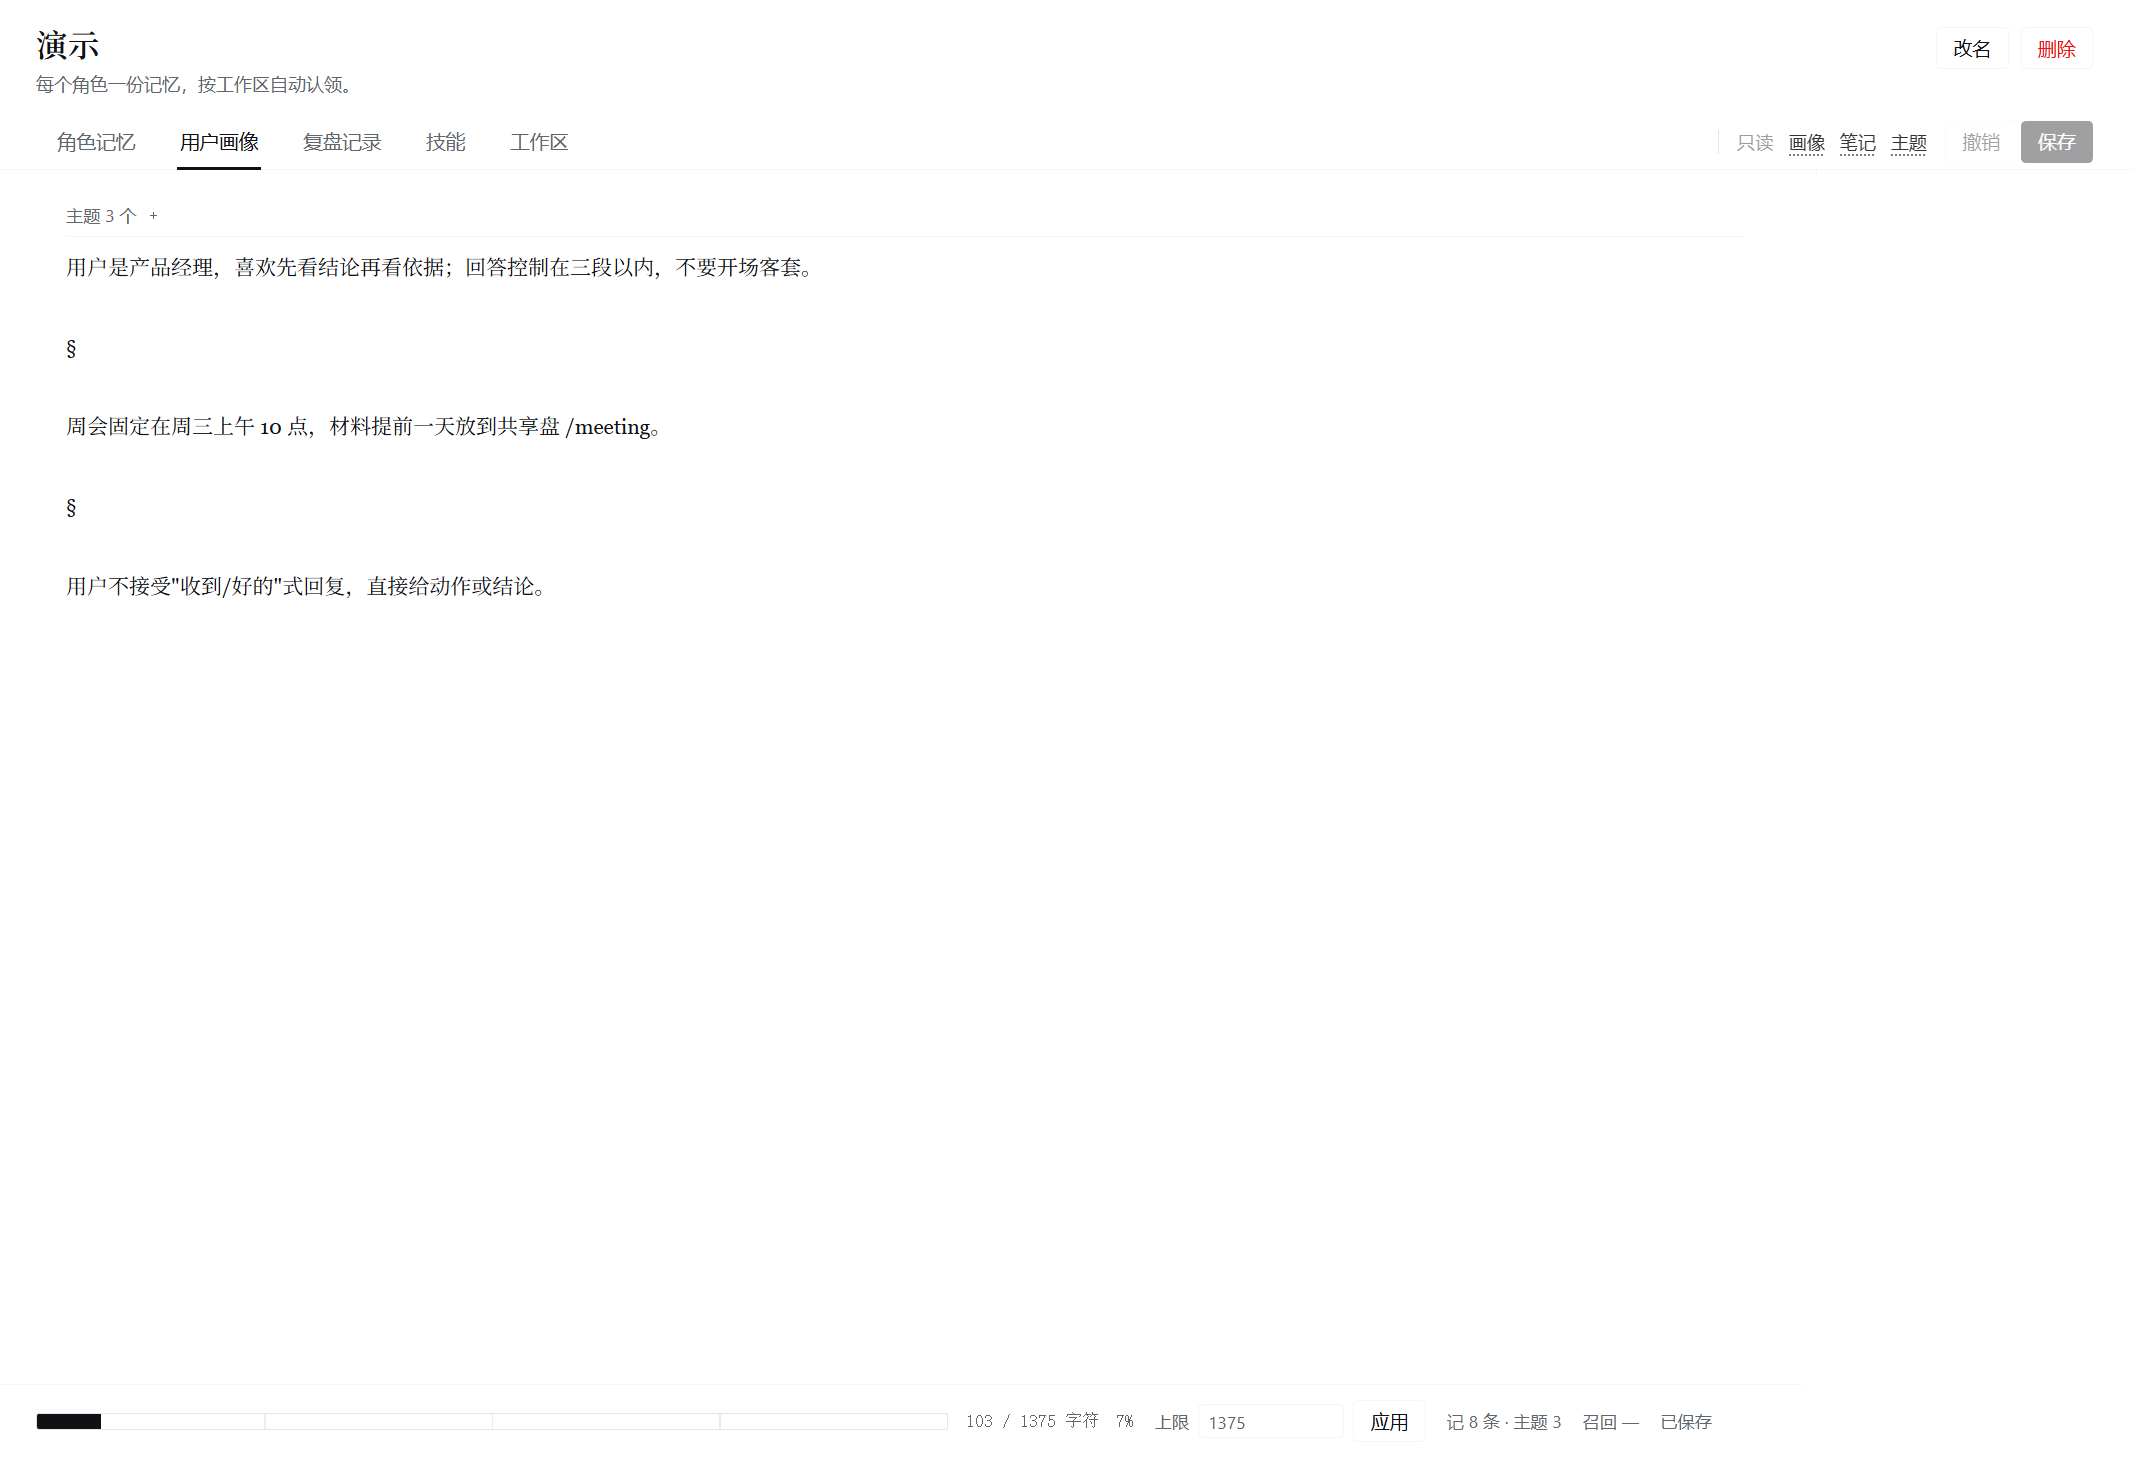 演示
改名 删除
每个角色一份记忆，按工作区自动认领。
角色记忆 用户画像 复盘记录 技能 工作区 只读 画像 笔记 主题 撤销 保存
主题 3 个 +
用户是产品经理，喜欢先看结论再看依据；回答控制在三段以内，不要开场客套。
§
周会固定在周三上午 10 点，材料提前一天放到共享盘 /meeting。
§
用户不接受"收到/好的"式回复，直接给动作或结论。
103 / 1375 字符 7% 上限 1375 应用 记 8 条 · 主题 3 召回 — 已保存